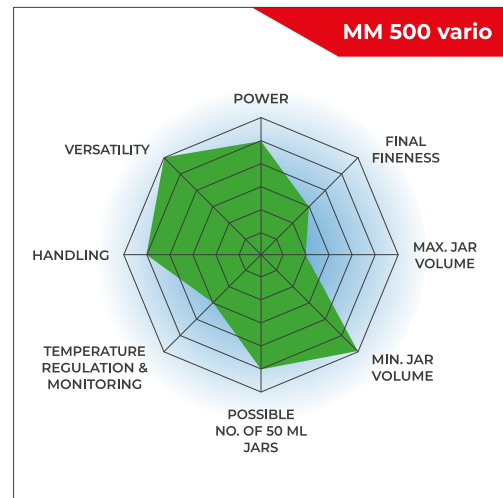 MM 500 vario
POWER
VERSATILITY
FINAL
FINENESS
HANDLING
MAX. JAR
VOLUME
TEMPERATURE
REGULATION &
MONITORING
MIN. JAR
VOLUME
POSSIBLE
NO. OF 50 ML
JARS